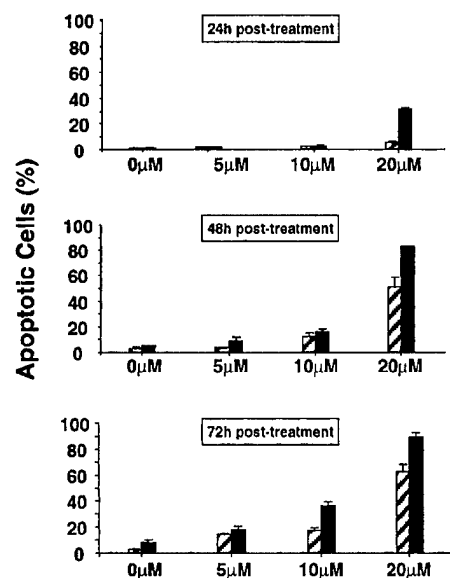 Apoptotic Cells (%)
24h post-treatment
100
80
60
40
20
0
0μM 5μM 10μM 20μM
48h post-treatment
100
80
60
40
20
0
0μM 5μM 10μM 20μM
72h post-treatment
100
80
60
40
20
0
0μM 5μM 10μM 20μM